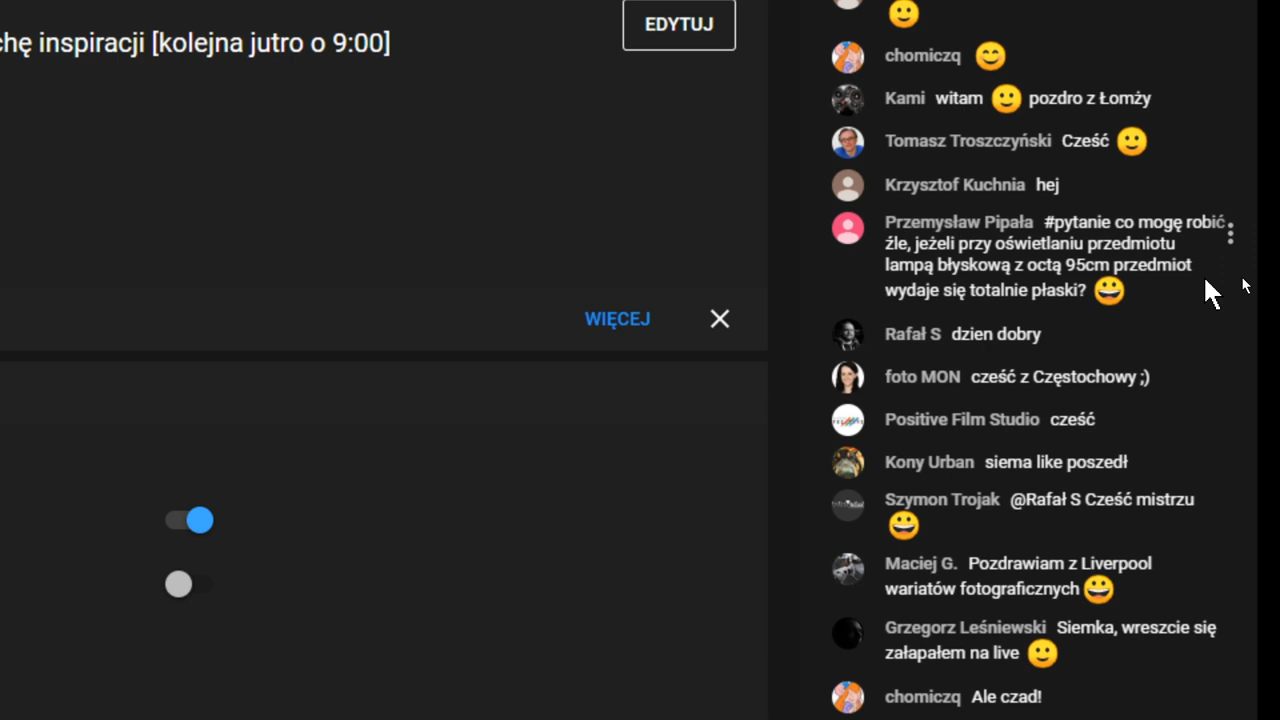 chę inspiracji [kolejna jutro o 9:00]
EDYTUJ
WIĘCEJ
🙂
chomiczq 😊
Kami witam 🙂 pozdro z Łomży
Tomasz Troszczyński Cześć 🙂
Krzysztof Kuchnia hej
Przemysław Pipała #pytanie co mogę robić
źle, jeżeli przy oświetlaniu przedmiotu
lampą błyskową z octą 95cm przedmiot
wydaje się totalnie płaski? 😀
Rafał S dzien dobry
foto MON cześć z Częstochowy ;)
Positive Film Studio cześć
Kony Urban siema like poszedł
Szymon Trojak @Rafał S Cześć mistrzu
😀
Maciej G. Pozdrawiam z Liverpool
wariatów fotograficznych 😀
Grzegorz Leśniewski Siemka, wreszcie się
załapałem na live 🙂
chomiczq Ale czad!